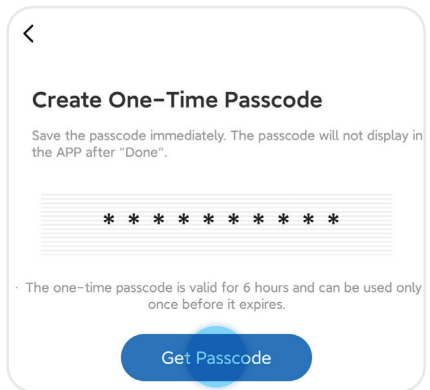 Create One-Time Passcode
Save the passcode immediately. The passcode will not display in
the APP after "Done".
* * * * * * * * * *
· The one-time passcode is valid for 6 hours and can be used only
once before it expires.
Get Passcode